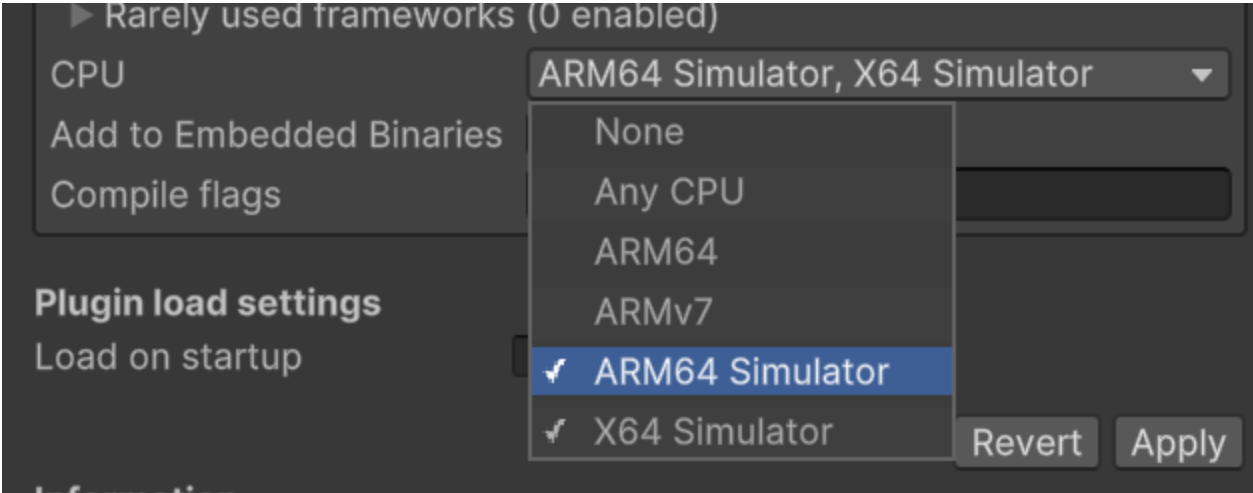 Rarely used frameworks (0 enabled)
CPU
ARM64 Simulator, X64 Simulator
Add to Embedded Binaries
Compile flags
None
Any CPU
ARM64
ARMv7
ARM64 Simulator
X64 Simulator
Plugin load settings
Load on startup
Revert
Apply